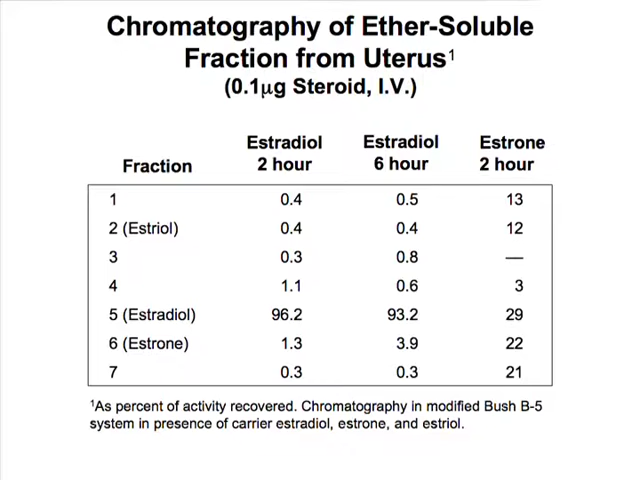 Chromatography of Ether-Soluble
Fraction from Uterus¹
(0.1μg Steroid, I.V.)
Estradiol Estradiol Estrone
Fraction 2 hour 6 hour 2 hour
1 0.4 0.5 13
2 (Estriol) 0.4 0.4 12
3 0.3 0.8 —
4 1.1 0.6 3
5 (Estradiol) 96.2 93.2 29
6 (Estrone) 1.3 3.9 22
7 0.3 0.3 21
¹As percent of activity recovered. Chromatography in modified Bush B-5
system in presence of carrier estradiol, estrone, and estriol.